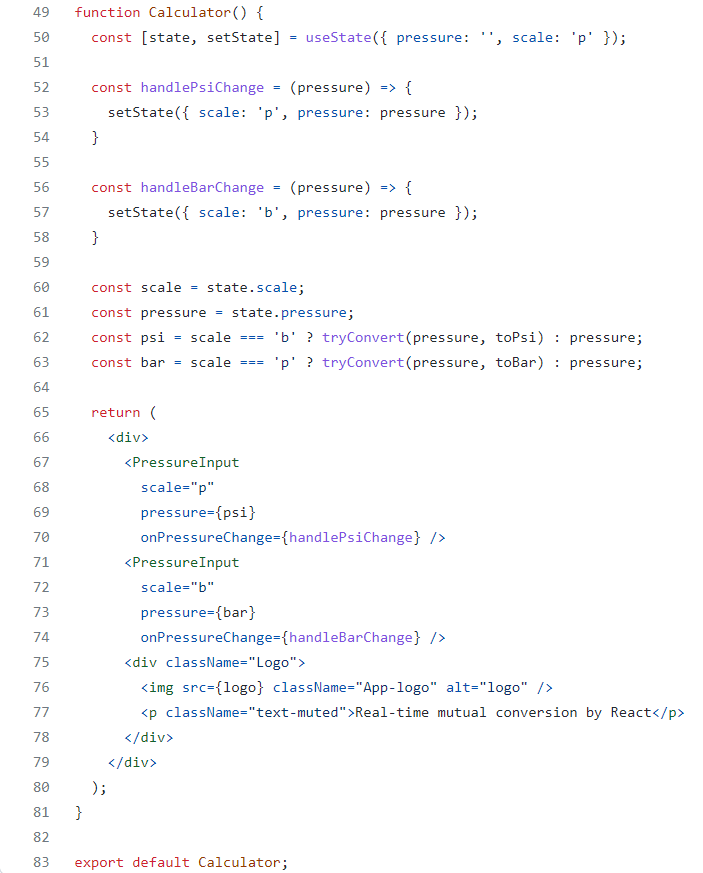 49 function Calculator() {
50   const [state, setState] = useState({ pressure: '', scale: 'p' });
51
52   const handlePsiChange = (pressure) => {
53     setState({ scale: 'p', pressure: pressure });
54   }
55
56   const handleBarChange = (pressure) => {
57     setState({ scale: 'b', pressure: pressure });
58   }
59
60   const scale = state.scale;
61   const pressure = state.pressure;
62   const psi = scale === 'b' ? tryConvert(pressure, toPsi) : pressure;
63   const bar = scale === 'p' ? tryConvert(pressure, toBar) : pressure;
64
65   return (
66     <div>
67       <PressureInput
68         scale="p"
69         pressure={psi}
70         onPressureChange={handlePsiChange} />
71       <PressureInput
72         scale="b"
73         pressure={bar}
74         onPressureChange={handleBarChange} />
75       <div className="Logo">
76         <img src={logo} className="App-logo" alt="logo" />
77         <p className="text-muted">Real-time mutual conversion by React</p>
78       </div>
79     </div>
80   );
81 }
82
83 export default Calculator;